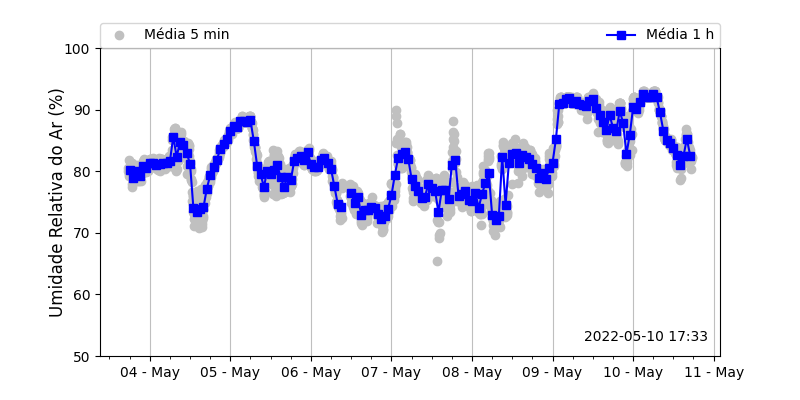 Média 5 min
Média 1 h
100
90
80
70
60
50
Umidade Relativa do Ar (%)
2022-05-10 17:33
04 - May
05 - May
06 - May
07 - May
08 - May
09 - May
10 - May
11 - May